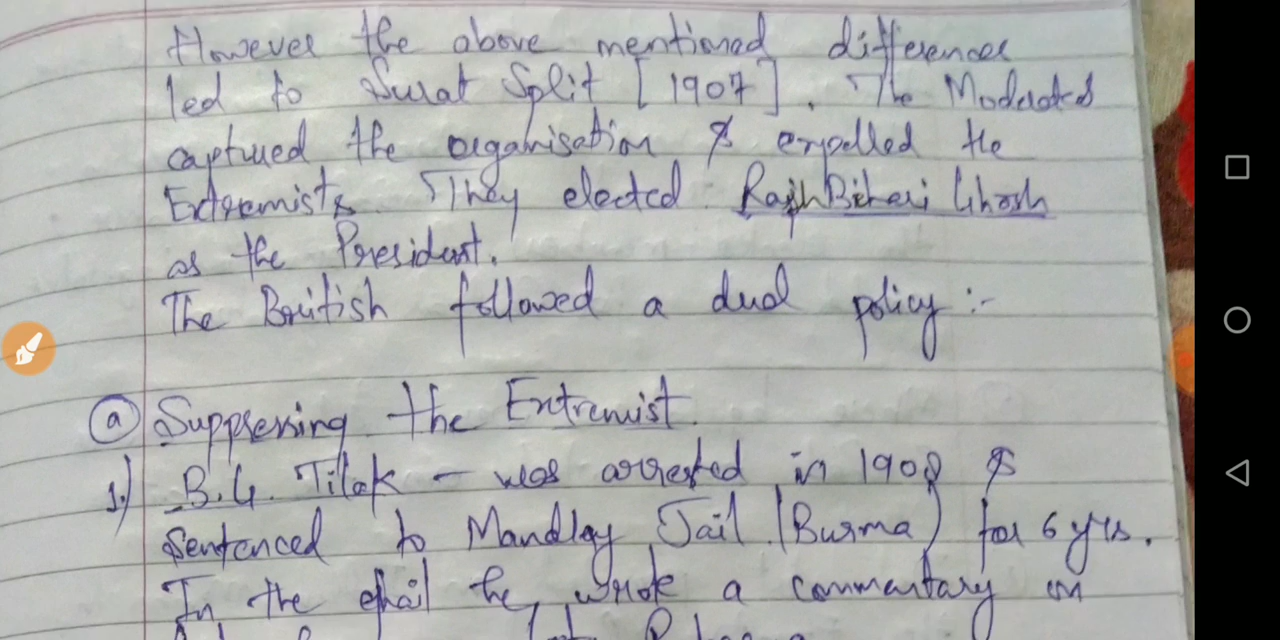 However the above mentioned differences
led to Surat Split [1907]. The Moderates
captured the organisation & expelled the
Extremists. They elected RashBihari Ghosh
as the President.
The British followed a dual policy :-
(a) Suppressing the Extremist
1.) B.G. Tilak - was arrested in 1908 &
Sentenced to Mandlay Jail (Burma) for 6 yrs.
In the jail he wrote a commentary on